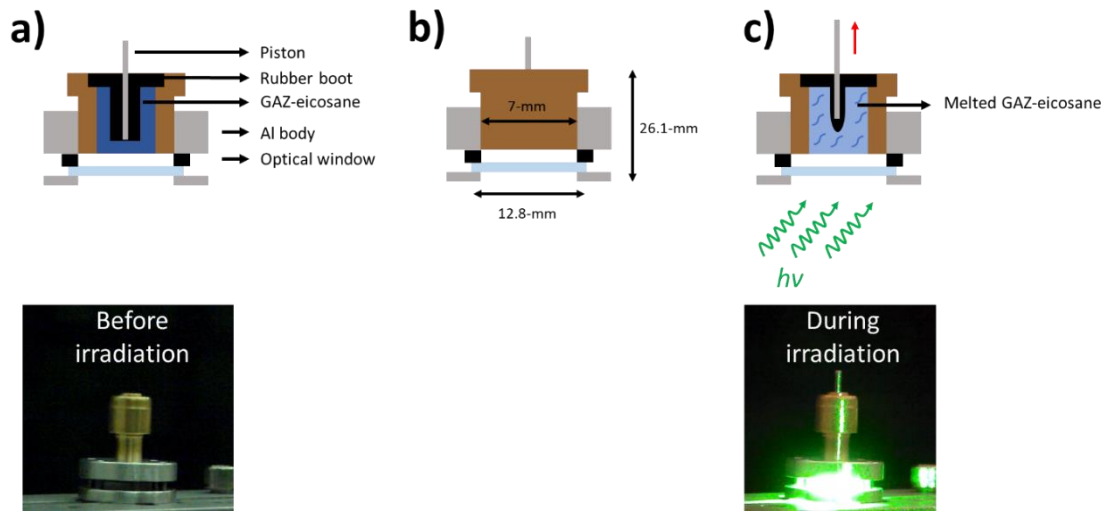 a)
Piston
Rubber boot
GAZ-eicosane
Al body
Optical window
b)
7-mm
26.1-mm
12.8-mm
c)
Melted GAZ-eicosane
hν
Before
irradiation
During
irradiation